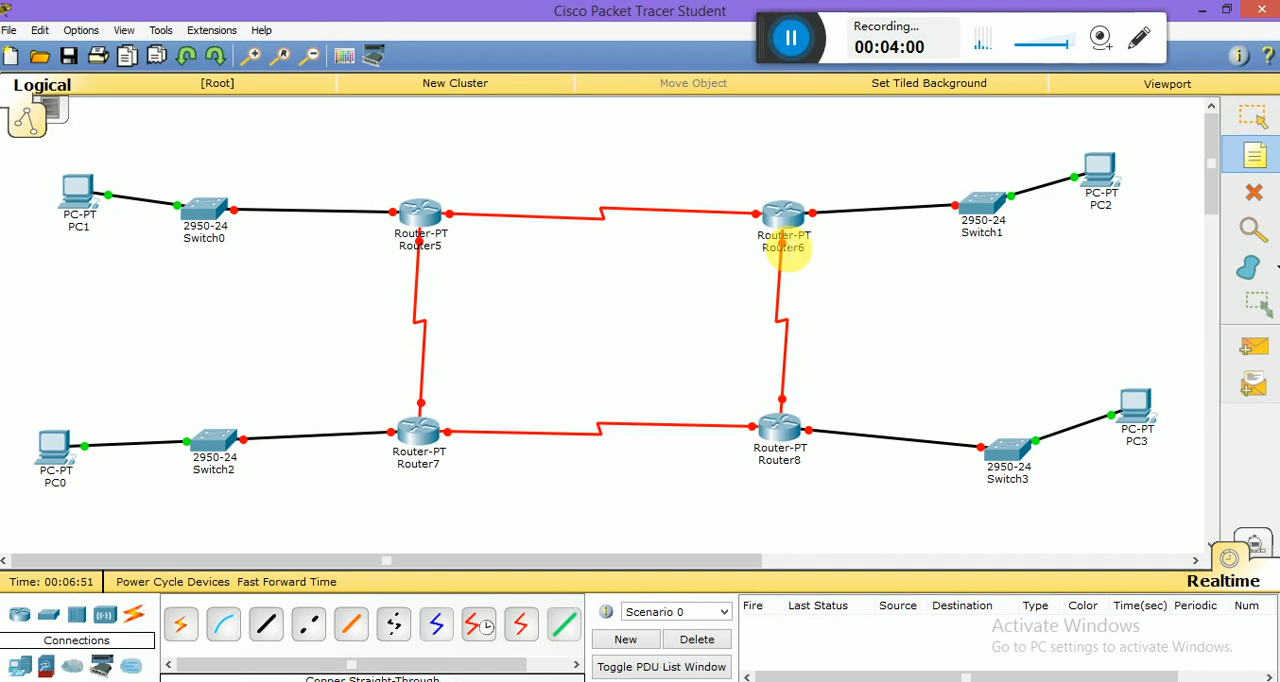 Cisco Packet Tracer Student
File Edit Options View Tools Extensions Help
Recording...
00:04:00
Logical
[Root]
New Cluster
Move Object
Set Tiled Background
Viewport
PC-PT
PC1
2950-24
Switch0
Router-PT
Router5
Router-PT
Router6
2950-24
Switch1
PC-PT
PC2
PC-PT
PC0
2950-24
Switch2
Router-PT
Router7
Router-PT
Router8
2950-24
Switch3
PC-PT
PC3
Time: 00:06:51
Power Cycle Devices Fast Forward Time
Realtime
Connections
Copper Straight-Through
Scenario 0
New
Delete
Toggle PDU List Window
Fire Last Status Source Destination Type Color Time(sec) Periodic Num
Activate Windows
Go to PC settings to activate Windows.